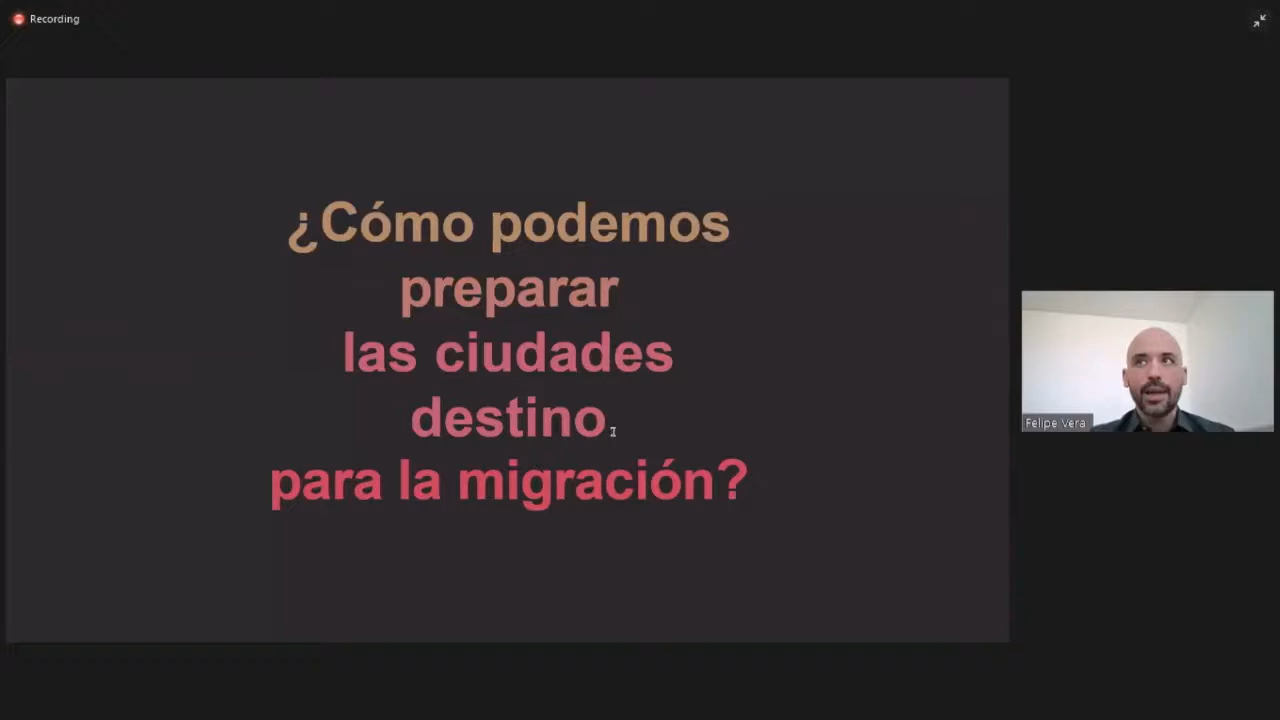 Recording
¿Cómo podemos
preparar
las ciudades
destino
para la migración?
Felipe Vera